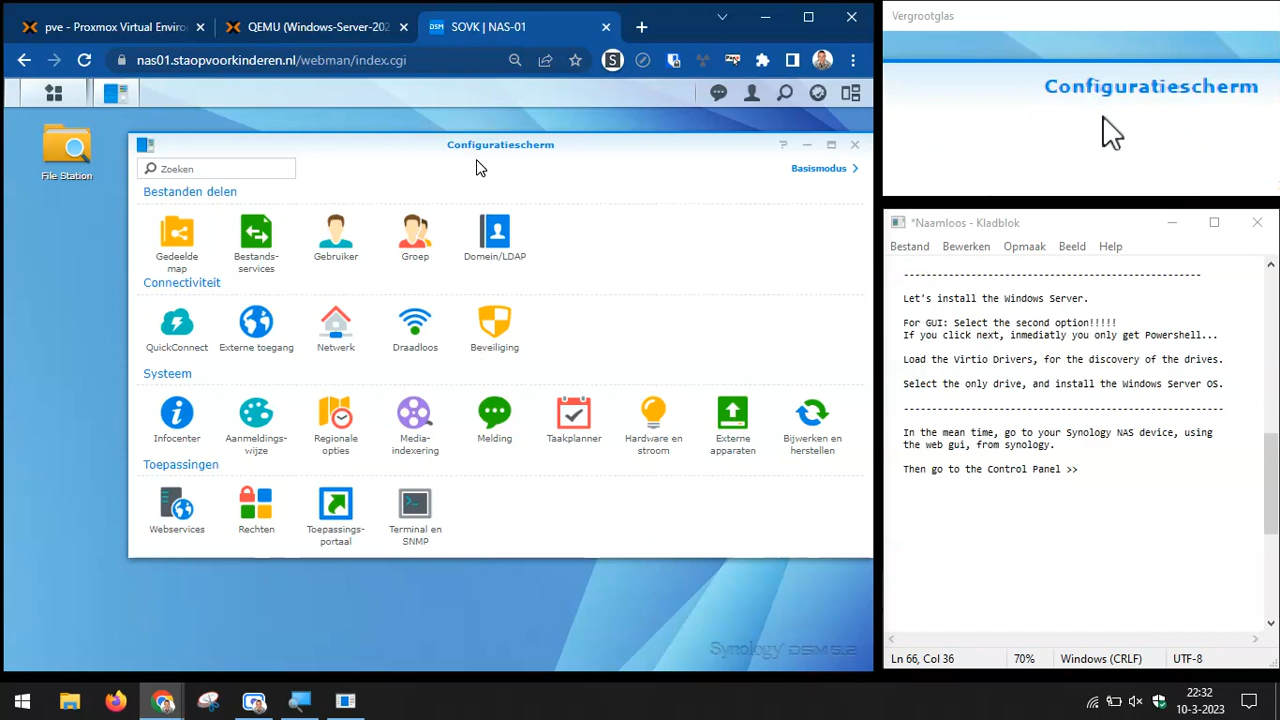 pve - Proxmox Virtual Enviro
QEMU (Windows-Server-202
DSM
SOVK | NAS-01
nas01.staopvoorkinderen.nl/webman/index.cgi
File Station
Configuratiescherm
Zoeken
Basismodus
Bestanden delen
Gedeelde map
Bestands-services
Gebruiker
Groep
Domein/LDAP
Connectiviteit
QuickConnect
Externe toegang
Netwerk
Draadloos
Beveiliging
Systeem
Infocenter
Aanmeldings-wijze
Regionale opties
Media-indexering
Melding
Taakplanner
Hardware en stroom
Externe apparaten
Bijwerken en herstellen
Toepassingen
Webservices
Rechten
Toepassings-portaal
Terminal en SNMP
Synology DSM 5.2
Vergrootglas
Configuratiescherm
*Naamloos - Kladblok
Bestand Bewerken Opmaak Beeld Help
-------------------------------------------------
Let's install the Windows Server.
For GUI: Select the second option!!!!!
If you click next, inmediatly you only get Powershell...
Load the Virtio Drivers, for the discovery of the drives.
Select the only drive, and install the Windows Server OS.
-----------------------------------------------------
In the mean time, go to your Synology NAS device, using
the web gui, from synology.
Then go to the Control Panel >>
Ln 66, Col 36 70% Windows (CRLF) UTF-8
22:32
10-3-2023